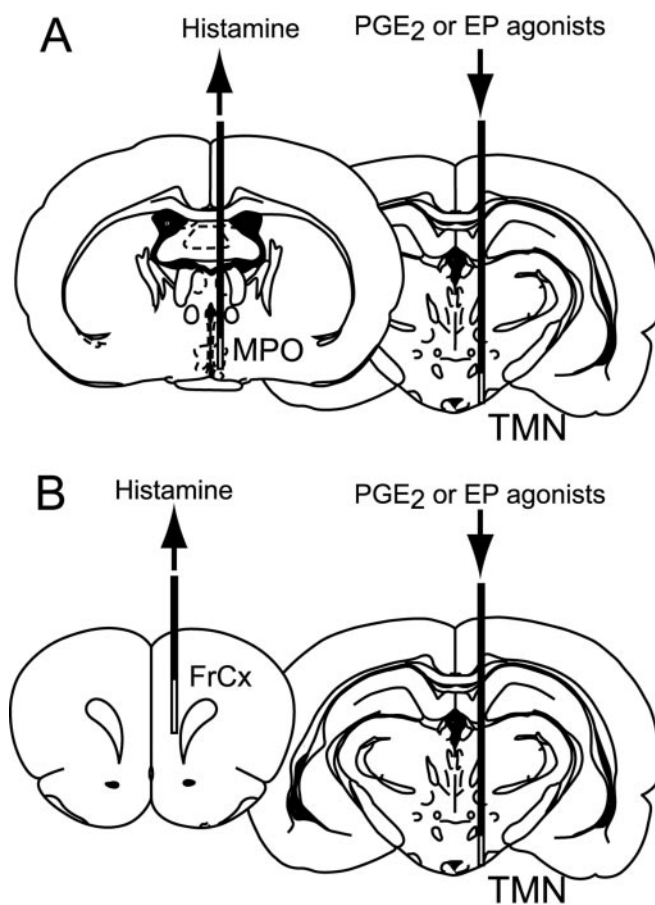 A
Histamine
PGE2 or EP agonists
MPO
TMN
B
Histamine
PGE2 or EP agonists
FrCx
TMN